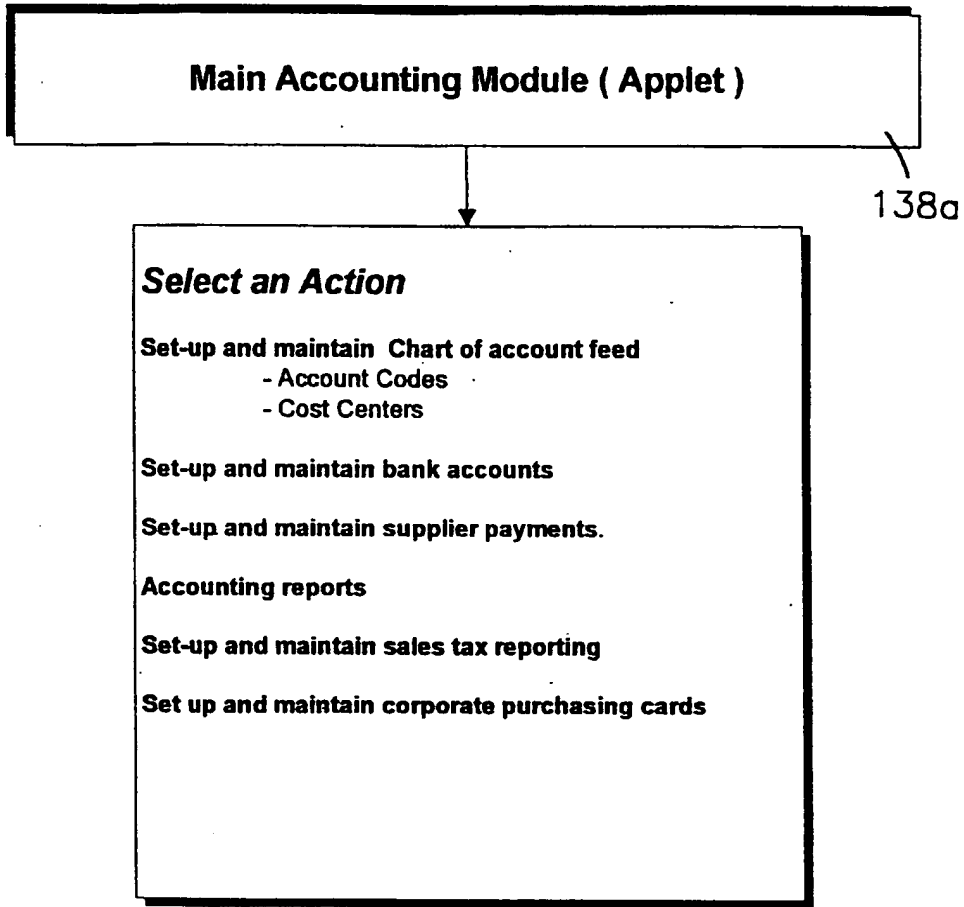 Main Accounting Module ( Applet )
138a
Select an Action
Set-up and maintain Chart of account feed
- Account Codes
- Cost Centers
Set-up and maintain bank accounts
Set-up and maintain supplier payments.
Accounting reports
Set-up and maintain sales tax reporting
Set up and maintain corporate purchasing cards